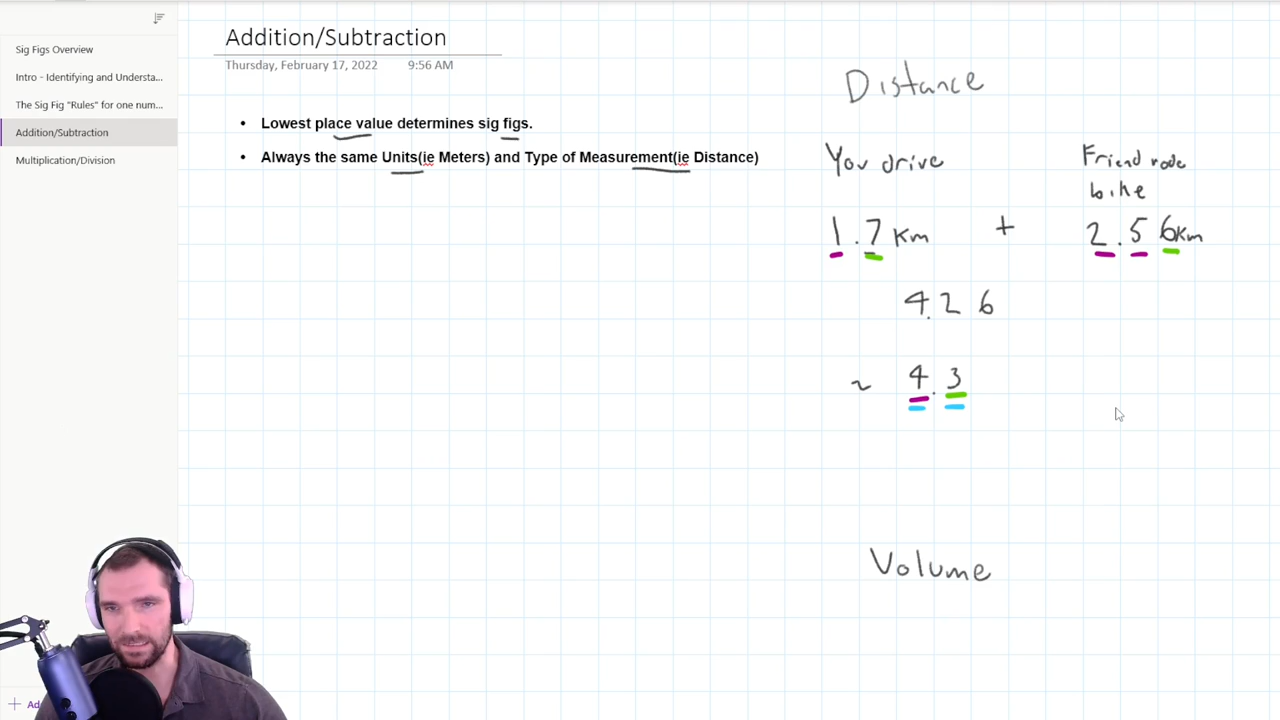 Sig Figs Overview
Intro - Identifying and Understa...
The Sig Fig "Rules" for one num...
Addition/Subtraction
Multiplication/Division
Addition/Subtraction
Thursday, February 17, 2022 9:56 AM
• Lowest place value determines sig figs.
• Always the same Units(ie Meters) and Type of Measurement(ie Distance)
Distance
You drive
Friend rode
bike
1.7 km + 2.56km
4.26
~ 4.3
Volume